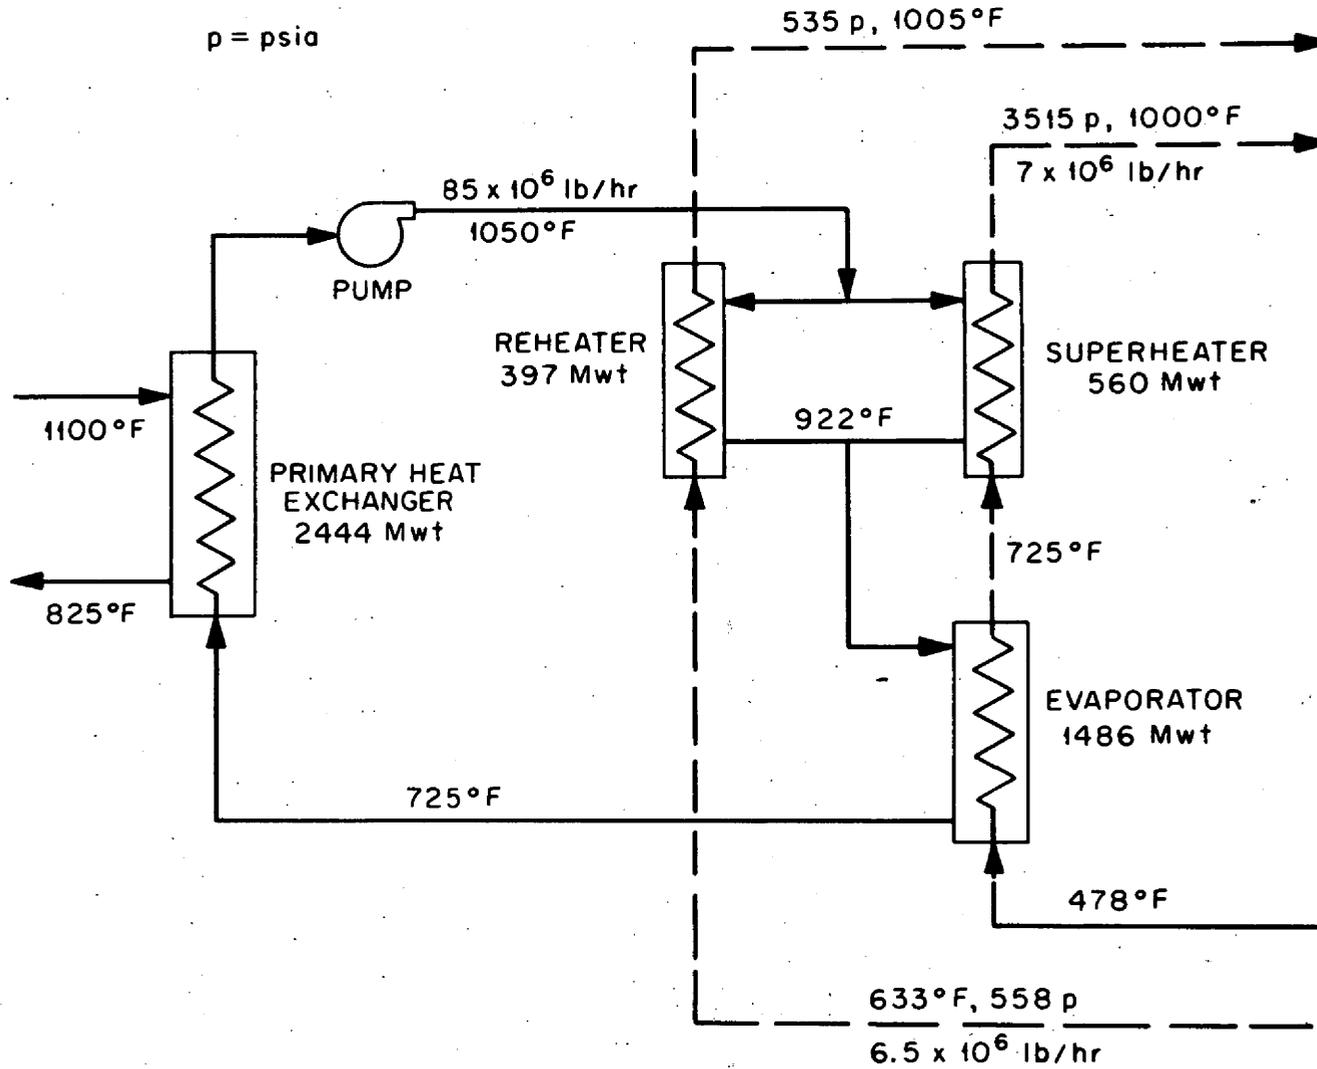 p = psia
535 p, 1005°F
3515 p, 1000°F
7 x 10⁶ lb/hr
85 x 10⁶ lb/hr
1050°F
PUMP
REHEATER
397 Mwt
SUPERHEATER
560 Mwt
922°F
1100°F
PRIMARY HEAT
EXCHANGER
2444 Mwt
825°F
725°F
EVAPORATOR
1486 Mwt
725°F
478°F
633°F, 558 p
6.5 x 10⁶ lb/hr